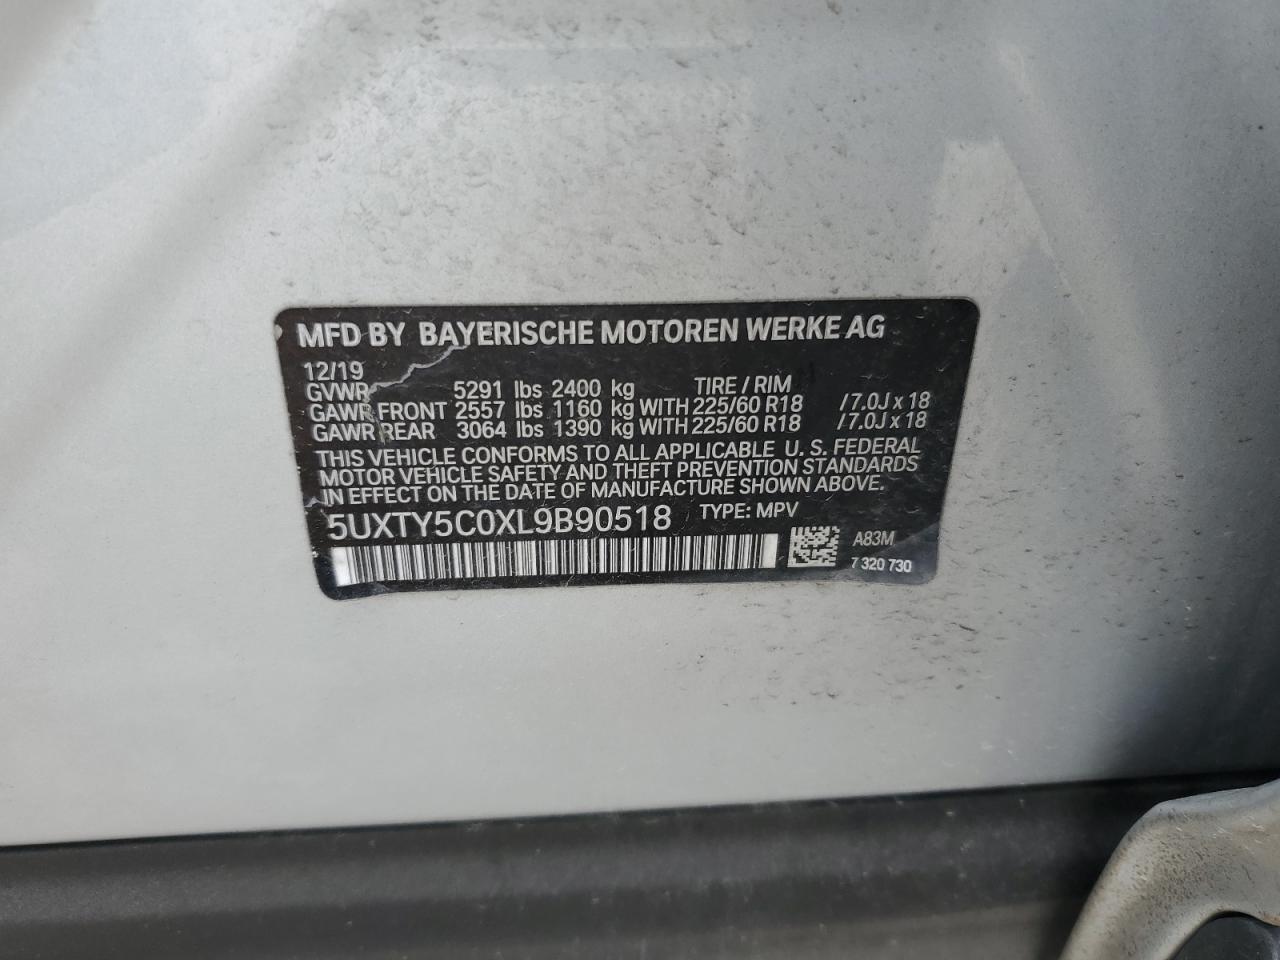 MFD BY BAYERISCHE MOTOREN WERKE AG
12/19
GVWR 5291 lbs 2400 kg TIRE / RIM
GAWR FRONT 2557 lbs 1160 kg WITH 225/60 R18 / 7.0J x 18
GAWR REAR 3064 lbs 1390 kg WITH 225/60 R18 / 7.0J x 18
THIS VEHICLE CONFORMS TO ALL APPLICABLE U. S. FEDERAL
MOTOR VEHICLE SAFETY AND THEFT PREVENTION STANDARDS
IN EFFECT ON THE DATE OF MANUFACTURE SHOWN ABOVE.
5UXTY5C0XL9B90518 TYPE: MPV
A83M
7 320 730